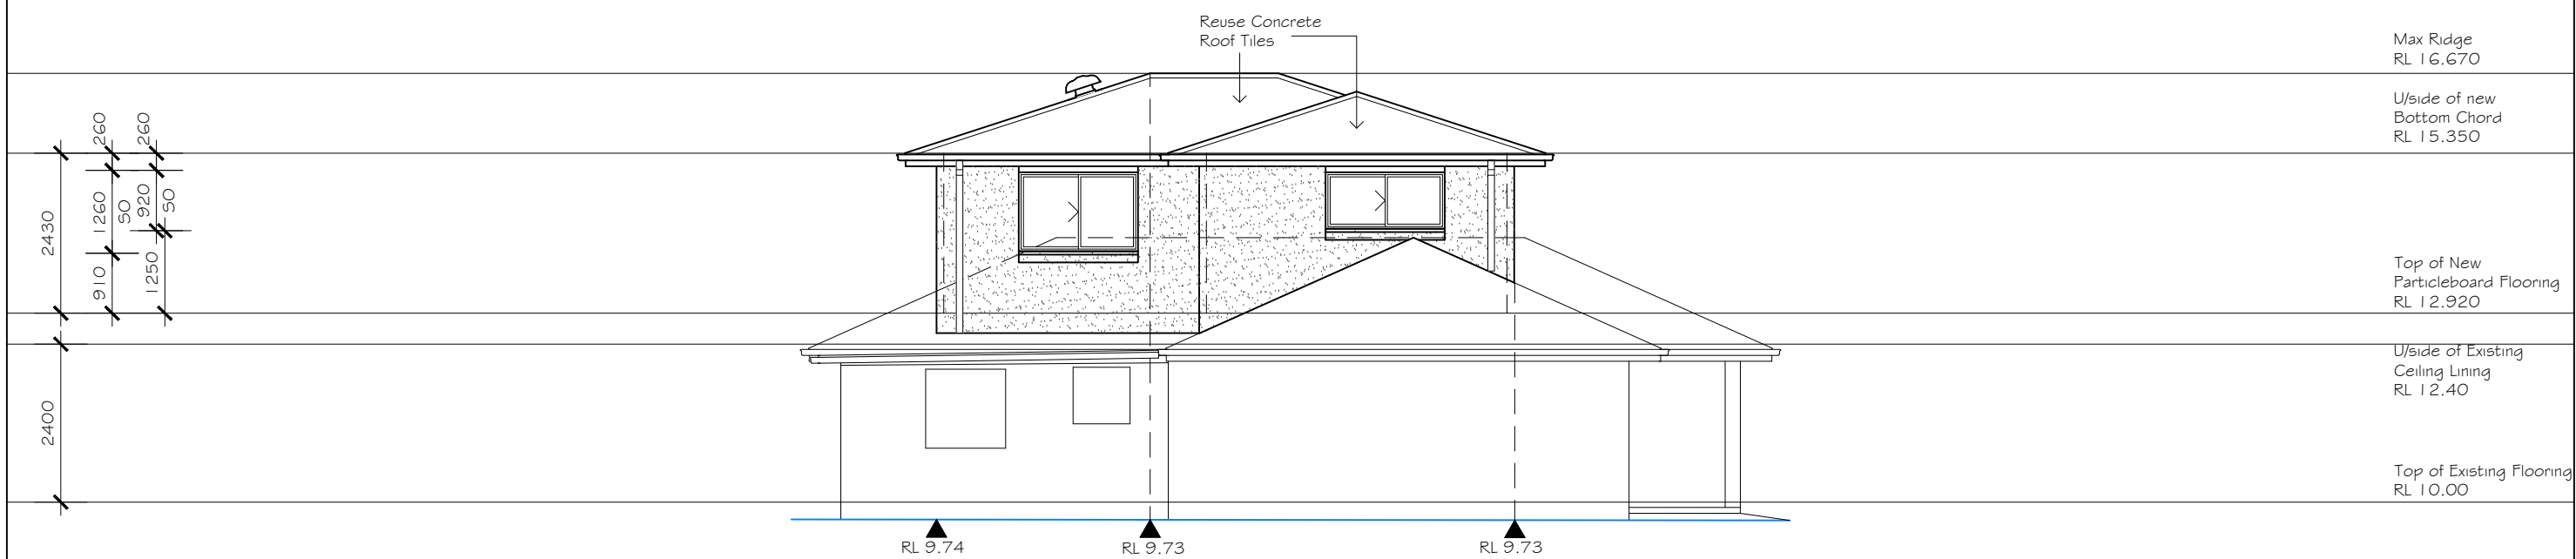 Reuse Concrete
Roof Tiles
Max Ridge
RL 16.670
U/side of new
Bottom Chord
RL 15.350
Top of New
Particleboard Flooring
RL 12.920
U/side of Existing
Ceiling Lining
RL 12.40
Top of Existing Flooring
RL 10.00
260
260
2430
1260
50
920
50
910
1250
2400
RL 9.74
RL 9.73
RL 9.73